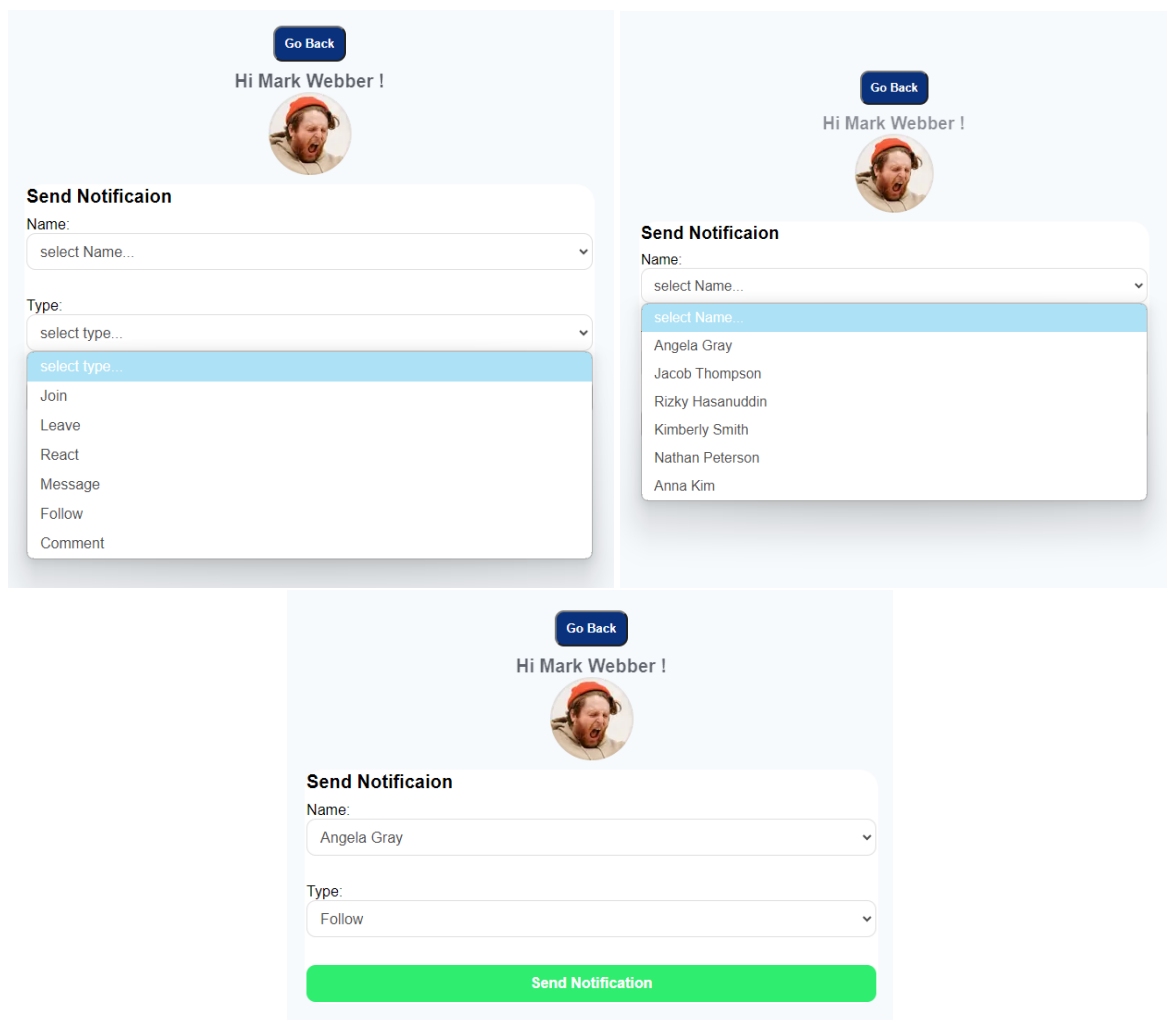 Go Back
Hi Mark Webber !
Send Notificaion
Name:
select Name...
Type:
select type...
select type...
Join
Leave
React
Message
Follow
Comment
Go Back
Hi Mark Webber !
Send Notificaion
Name:
select Name...
select Name...
Angela Gray
Jacob Thompson
Rizky Hasanuddin
Kimberly Smith
Nathan Peterson
Anna Kim
Go Back
Hi Mark Webber !
Send Notificaion
Name:
Angela Gray
Type:
Follow
Send Notification